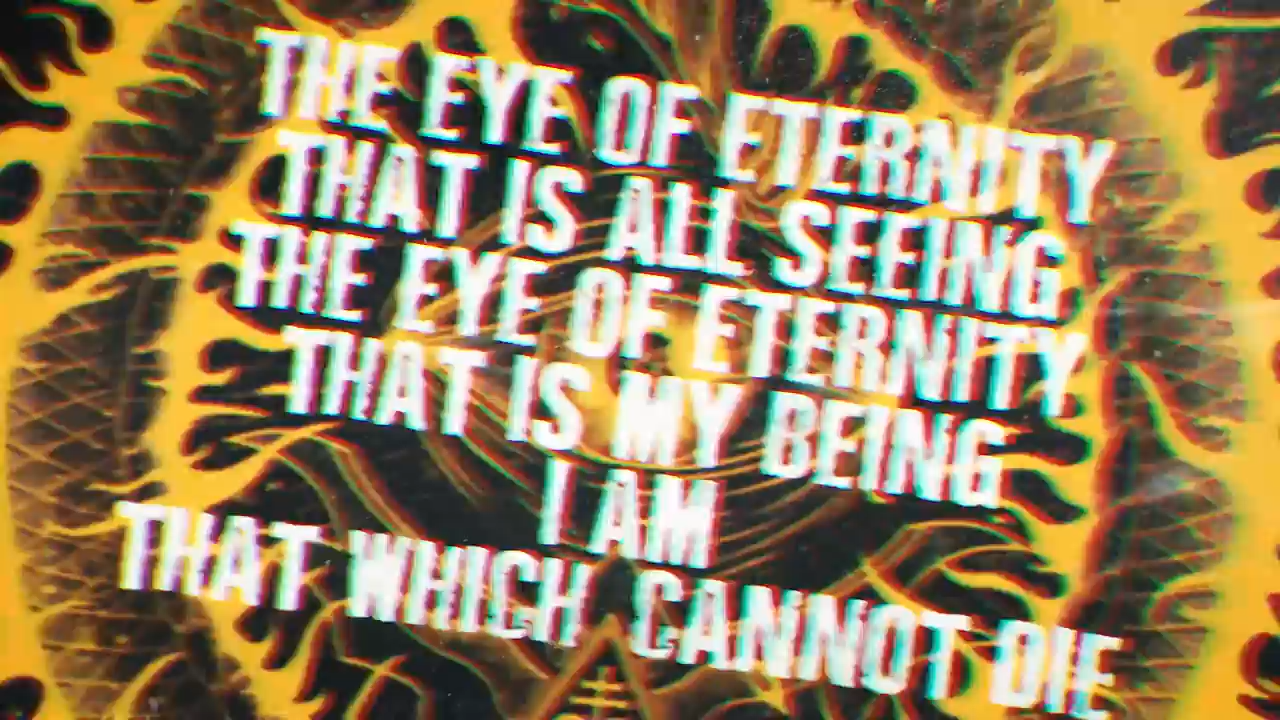 THE EYE OF ETERNITY
THAT IS ALL SEEING
THE EYE OF ETERNITY
THAT IS MY BEING
I AM
THAT WHICH CANNOT DIE